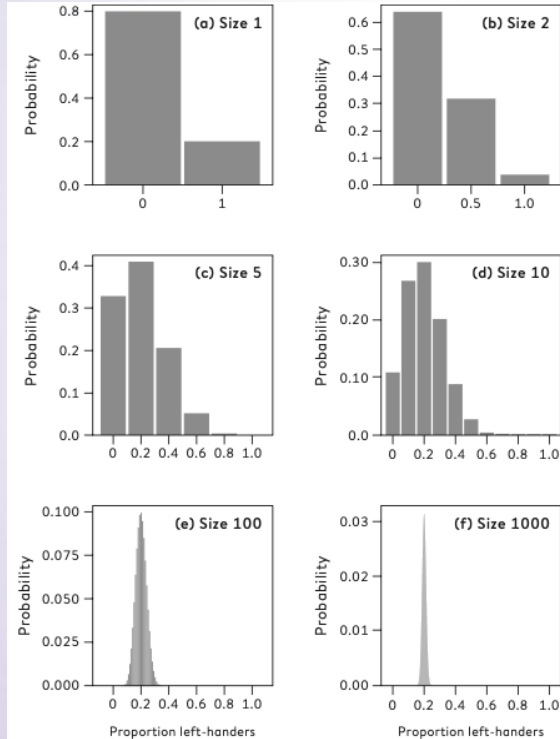 (a) Size 1
Probability
0.8
0.6
0.4
0.2
0.0
0 1
(b) Size 2
Probability
0.6
0.5
0.4
0.3
0.2
0.1
0.0
0 0.5 1.0
(c) Size 5
Probability
0.4
0.3
0.2
0.1
0.0
0 0.2 0.4 0.6 0.8 1.0
(d) Size 10
Probability
0.30
0.20
0.10
0.0
0 0.2 0.4 0.6 0.8 1.0
(e) Size 100
Probability
0.100
0.075
0.050
0.025
0.000
0 0.2 0.4 0.6 0.8 1.0
Proportion left-handers
(f) Size 1000
Probability
0.03
0.02
0.01
0.00
0 0.2 0.4 0.6 0.8 1.0
Proportion left-handers